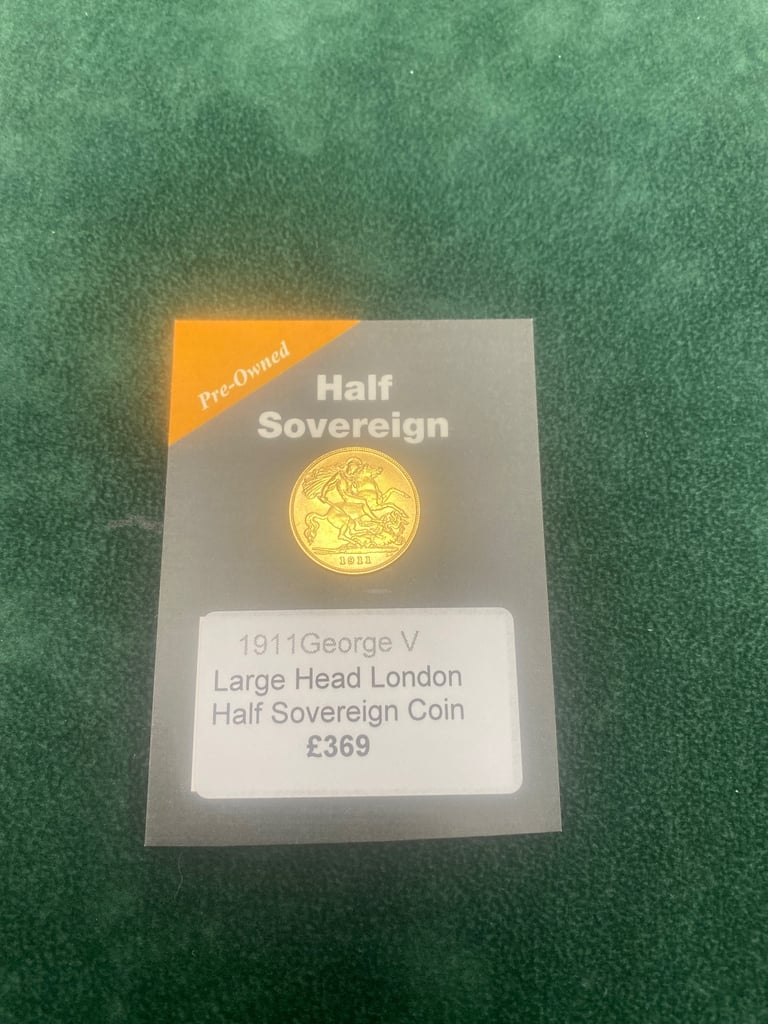 Pre-Owned
Half
Sovereign
1911
1911George V
Large Head London
Half Sovereign Coin
£369